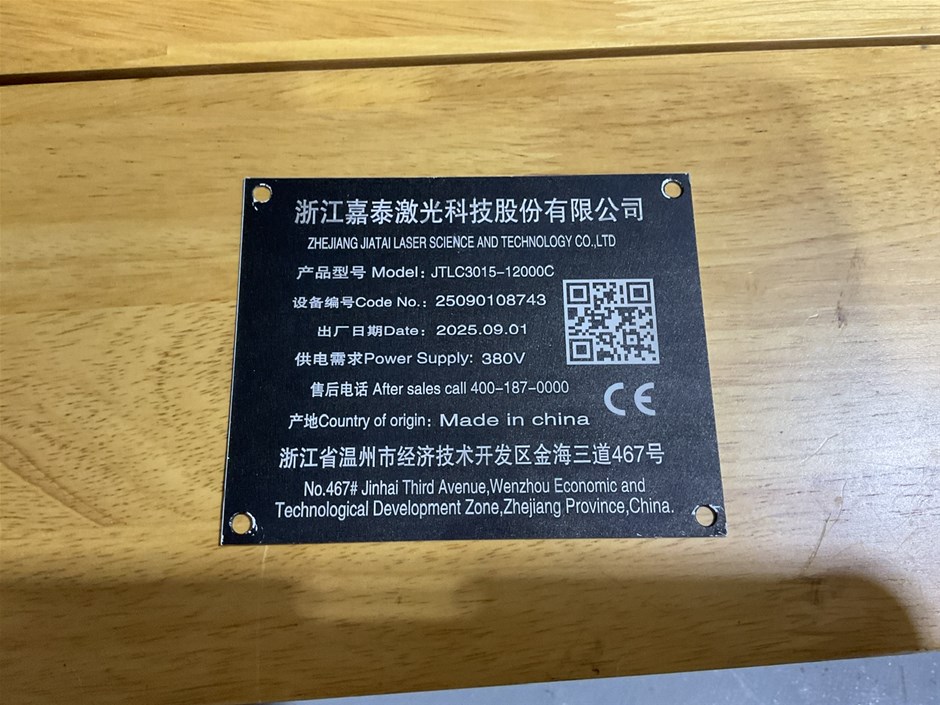 浙江嘉泰激光科技股份有限公司
ZHEJIANG JIATAI LASER SCIENCE AND TECHNOLOGY CO.,LTD
产品型号 Model: JTLC3015-12000C
设备编号Code No.: 25090108743
出厂日期Date: 2025.09.01
供电需求Power Supply: 380V
售后电话 After sales call 400-187-0000
CE
产地Country of origin: Made in china
浙江省温州市经济技术开发区金海三道467号
No.467# Jinhai Third Avenue,Wenzhou Economic and
Technological Development Zone,Zhejiang Province,China.